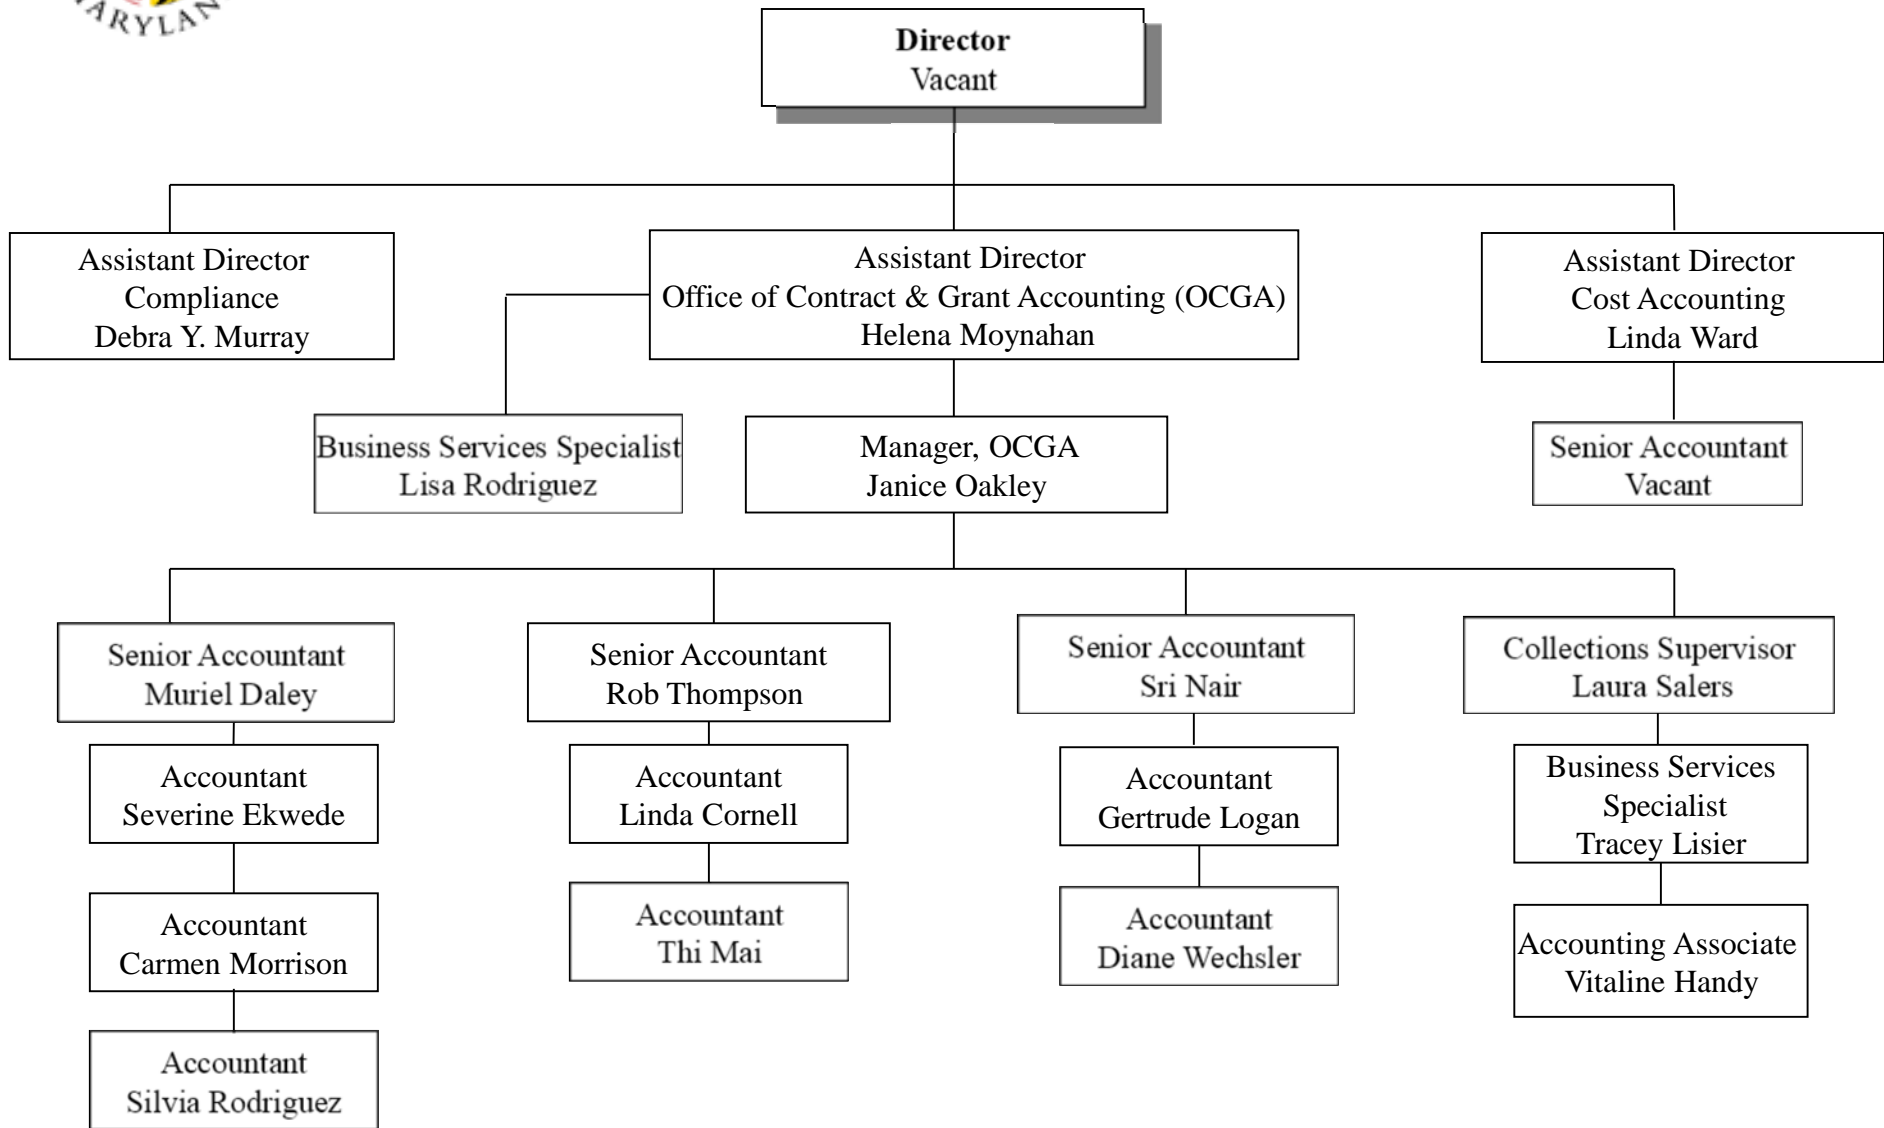 MARYLAN
Director
Vacant
Assistant Director
Compliance
Debra Y. Murray
Assistant Director
Office of Contract & Grant Accounting (OCGA)
Helena Moynahan
Assistant Director
Cost Accounting
Linda Ward
Business Services Specialist
Lisa Rodriguez
Manager, OCGA
Janice Oakley
Senior Accountant
Vacant
Senior Accountant
Muriel Daley
Senior Accountant
Rob Thompson
Senior Accountant
Sri Nair
Collections Supervisor
Laura Salers
Accountant
Severine Ekwede
Accountant
Linda Cornell
Accountant
Gertrude Logan
Business Services
Specialist
Tracey Lisier
Accountant
Carmen Morrison
Accountant
Thi Mai
Accountant
Diane Wechsler
Accounting Associate
Vitaline Handy
Accountant
Silvia Rodriguez